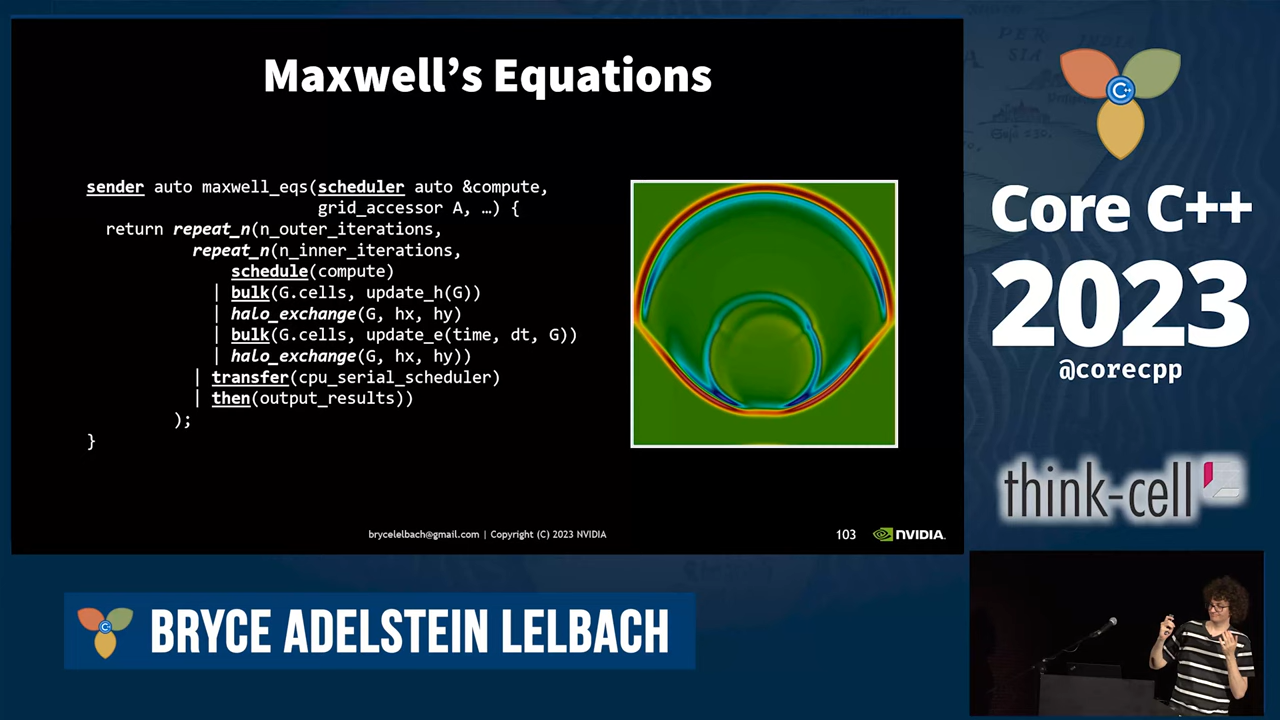 Maxwell's Equations
sender auto maxwell_eqs(scheduler auto &compute,
grid_accessor A, …) {
return repeat_n(n_outer_iterations,
repeat_n(n_inner_iterations,
schedule(compute)
| bulk(G.cells, update_h(G))
| halo_exchange(G, hx, hy)
| bulk(G.cells, update_e(time, dt, G))
| halo_exchange(G, hx, hy))
| transfer(cpu_serial_scheduler)
| then(output_results))
);
}
brycelelbach@gmail.com | Copyright (C) 2023 NVIDIA
103
NVIDIA.
C++
Core C++
2023
@corecpp
think-cell
C++
BRYCE ADELSTEIN LELBACH